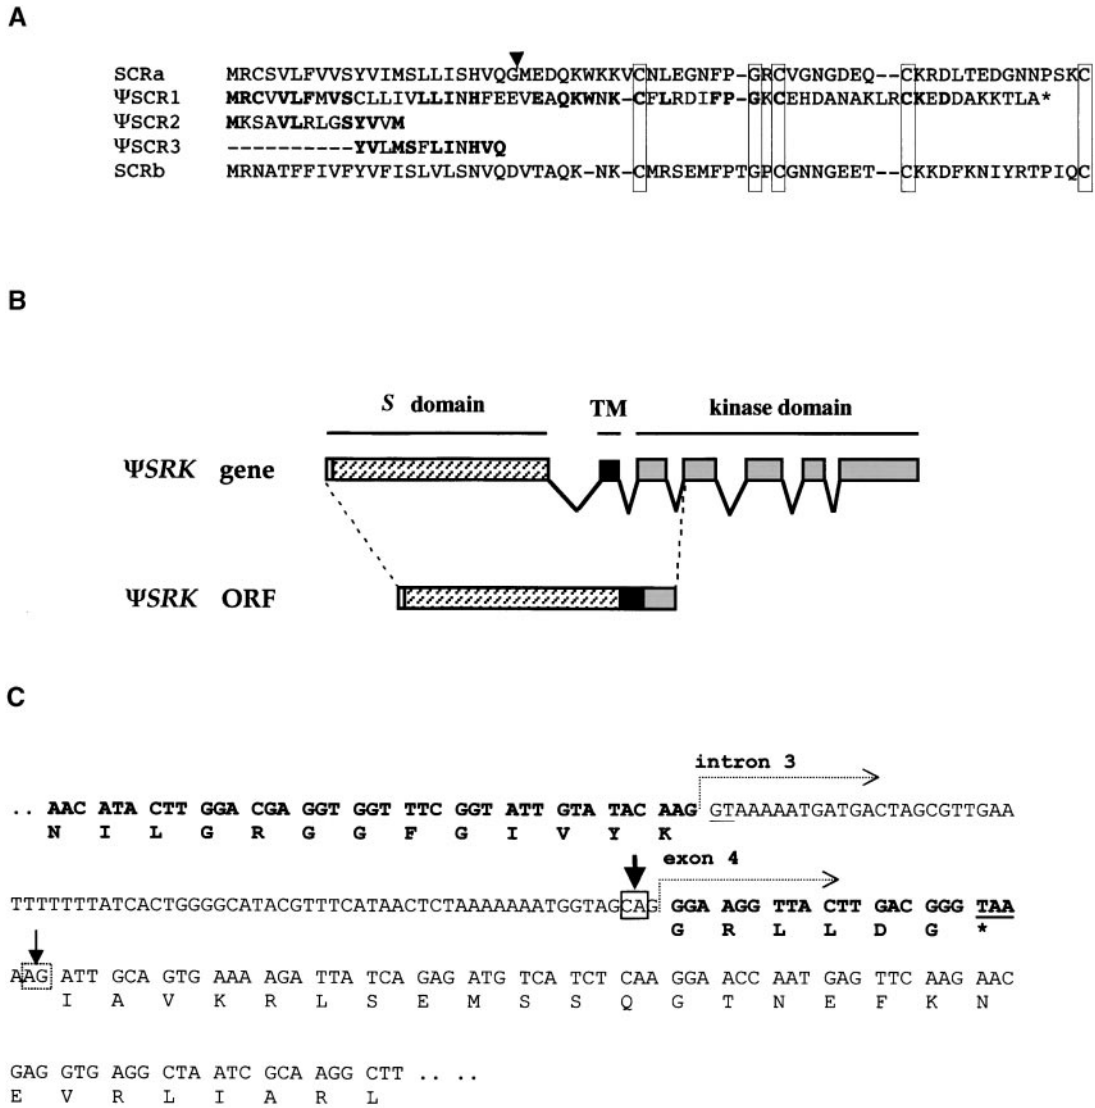 A
SCRa MRCSVLFVVSYVIMSLLISHVQGMEDQKWKKVCNLEGNFP-GRCVGNGDEQ--CKRDLTEDGNNPSKC
ΨSCR1 MRCVVLFMVSCLLIVLLINHFEEVEAQKWNK-CFLRDIFP-GKCEHDANAKLRCKEDDAKKTLA*
ΨSCR2 MKSAVLRLGSYVVM
ΨSCR3 -----------YVLMSFLINHVQ
SCRb MRNATFFIVFYVFISLVLSNVQDVTAQK-NK-CMRSEMFPTGPCGNNGEET--CKKDFKNIYRTPIQC
B
S domain TM kinase domain
ΨSRK gene
ΨSRK ORF
C
intron 3
.. AAC ATA CTT GGA CGA GGT GGT TTC GGT ATT GTA TAC AAG GTAAAAATGATGACTAGCGTTGAA
N I L G R G G F G I V Y K
exon 4
TTTTTTTATCACTGGGGCATACGTTTCATAACTCTAAAAAAATGGTAGCAG GGA AGG TTA CTT GAC GGG TAA
G R L L D G *
AAG ATT GCA GTG AAA AGA TTA TCA GAG ATG TCA TCT CAA GGA ACC AAT GAG TTC AAG AAC
I A V K R L S E M S S Q G T N E F K N
GAG GTG AGG CTA ATC GCA AGG CTT .. ..
E V R L I A R L